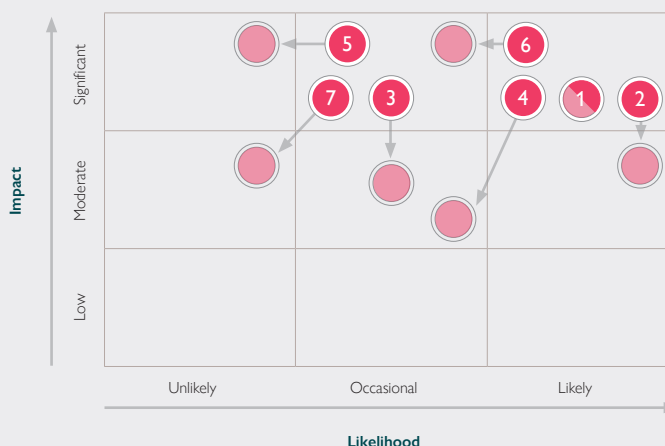 Impact
Significant
Moderate
Low
5
6
7
3
4
1
2
Unlikely
Occasional
Likely
Likelihood